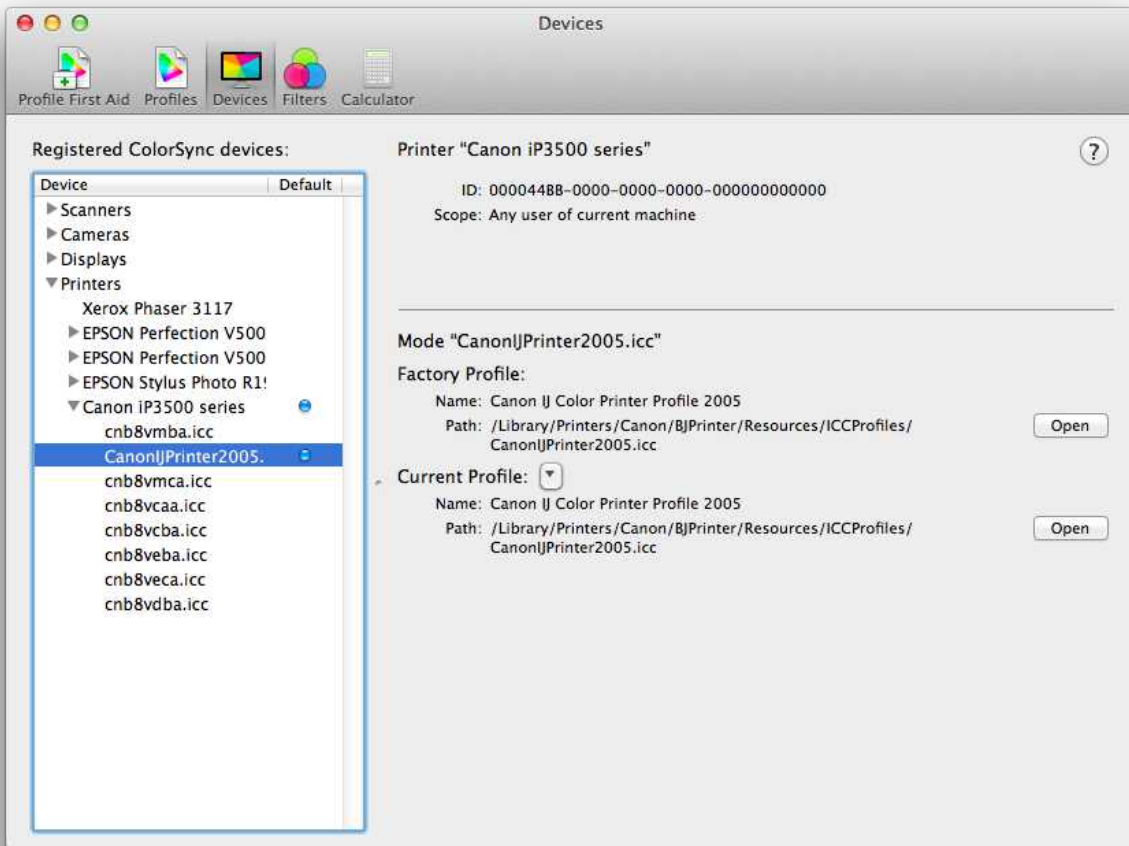 Devices
Profile First Aid Profiles Devices Filters Calculator
Registered ColorSync devices:
Device Default
Scanners
Cameras
Displays
Printers
Xerox Phaser 3117
EPSON Perfection V500
EPSON Perfection V500
EPSON Stylus Photo R1
Canon iP3500 series
cnb8vmba.icc
CanonIJPrinter2005.
cnb8vmca.icc
cnb8vcaa.icc
cnb8vcba.icc
cnb8veba.icc
cnb8veca.icc
cnb8vdba.icc
Printer "Canon iP3500 series"
?
ID: 000044BB-0000-0000-0000-000000000000
Scope: Any user of current machine
Mode "CanonIJPrinter2005.icc"
Factory Profile:
Name: Canon IJ Color Printer Profile 2005
Path: /Library/Printers/Canon/BJPrinter/Resources/ICCProfiles/
CanonIJPrinter2005.icc
Open
Current Profile:
Name: Canon IJ Color Printer Profile 2005
Path: /Library/Printers/Canon/BJPrinter/Resources/ICCProfiles/
CanonIJPrinter2005.icc
Open